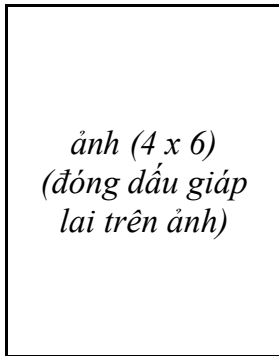 ảnh (4 x 6)
(đóng dấu giáp
lai trên ảnh)